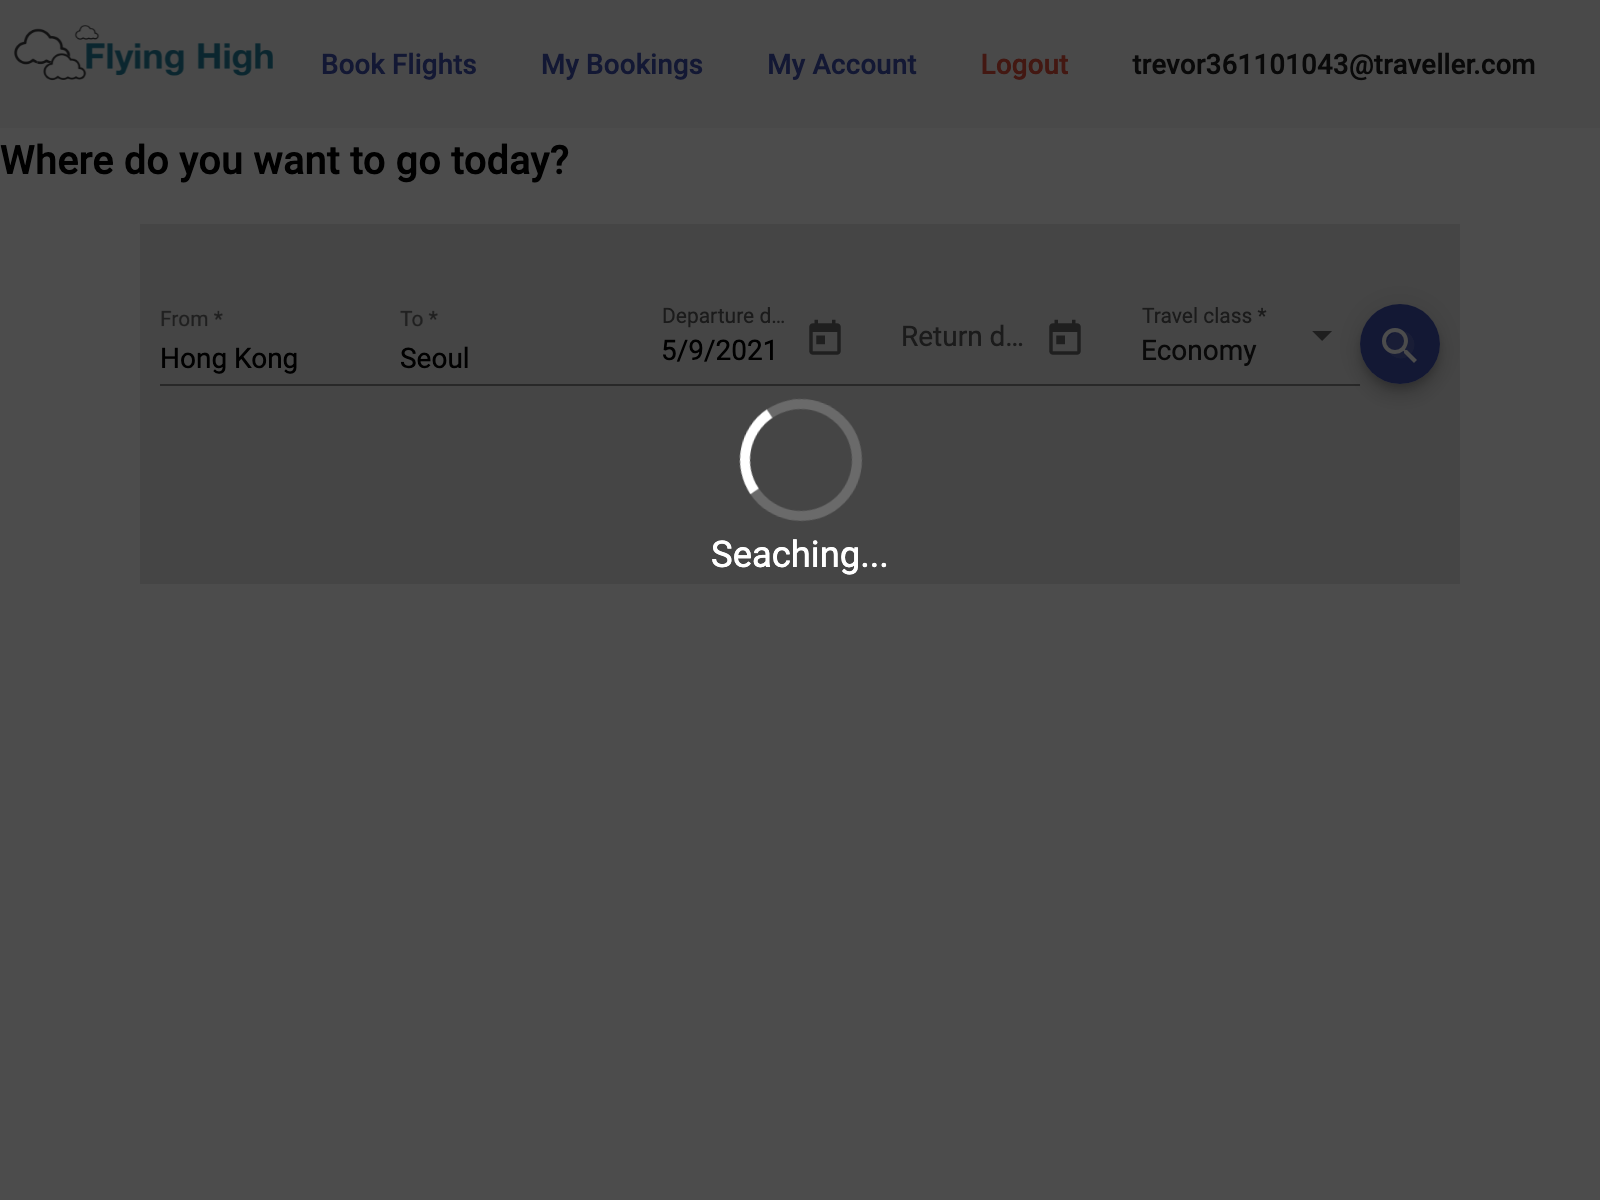 Flying High
Book Flights
My Bookings
My Account
Logout
trevor361101043@traveller.com
Where do you want to go today?
From *
Hong Kong
To *
Seoul
Departure d...
5/9/2021
Return d...
Travel class *
Economy
Seaching...